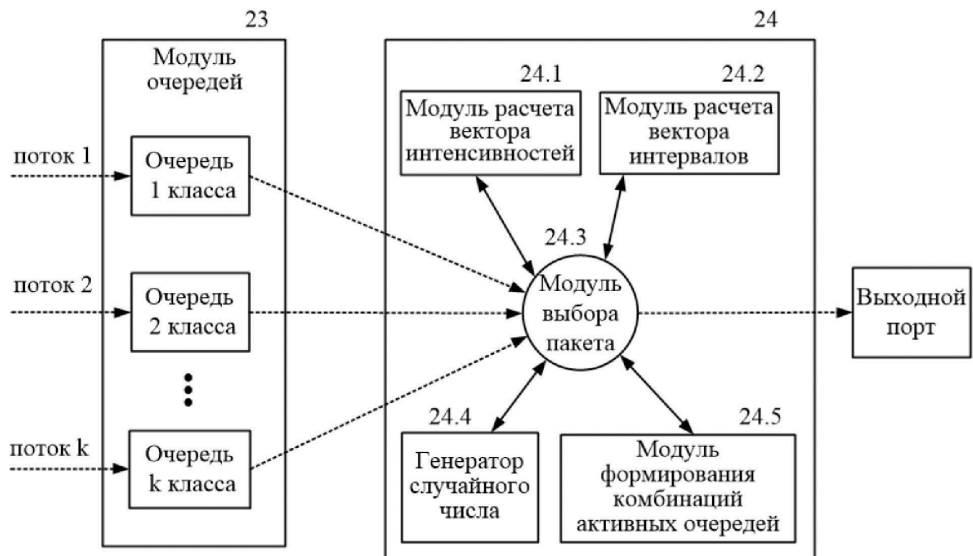 23
24
Модуль
очередей
поток 1
Очередь
1 класса
поток 2
Очередь
2 класса
поток k
Очередь
k класса
24.1
Модуль расчета
вектора
интенсивностей
24.2
Модуль расчета
вектора
интервалов
24.3
Модуль
выбора
пакета
24.4
Генератор
случайного
числа
24.5
Модуль
формирования
комбинаций
активных очередей
Выходной
порт